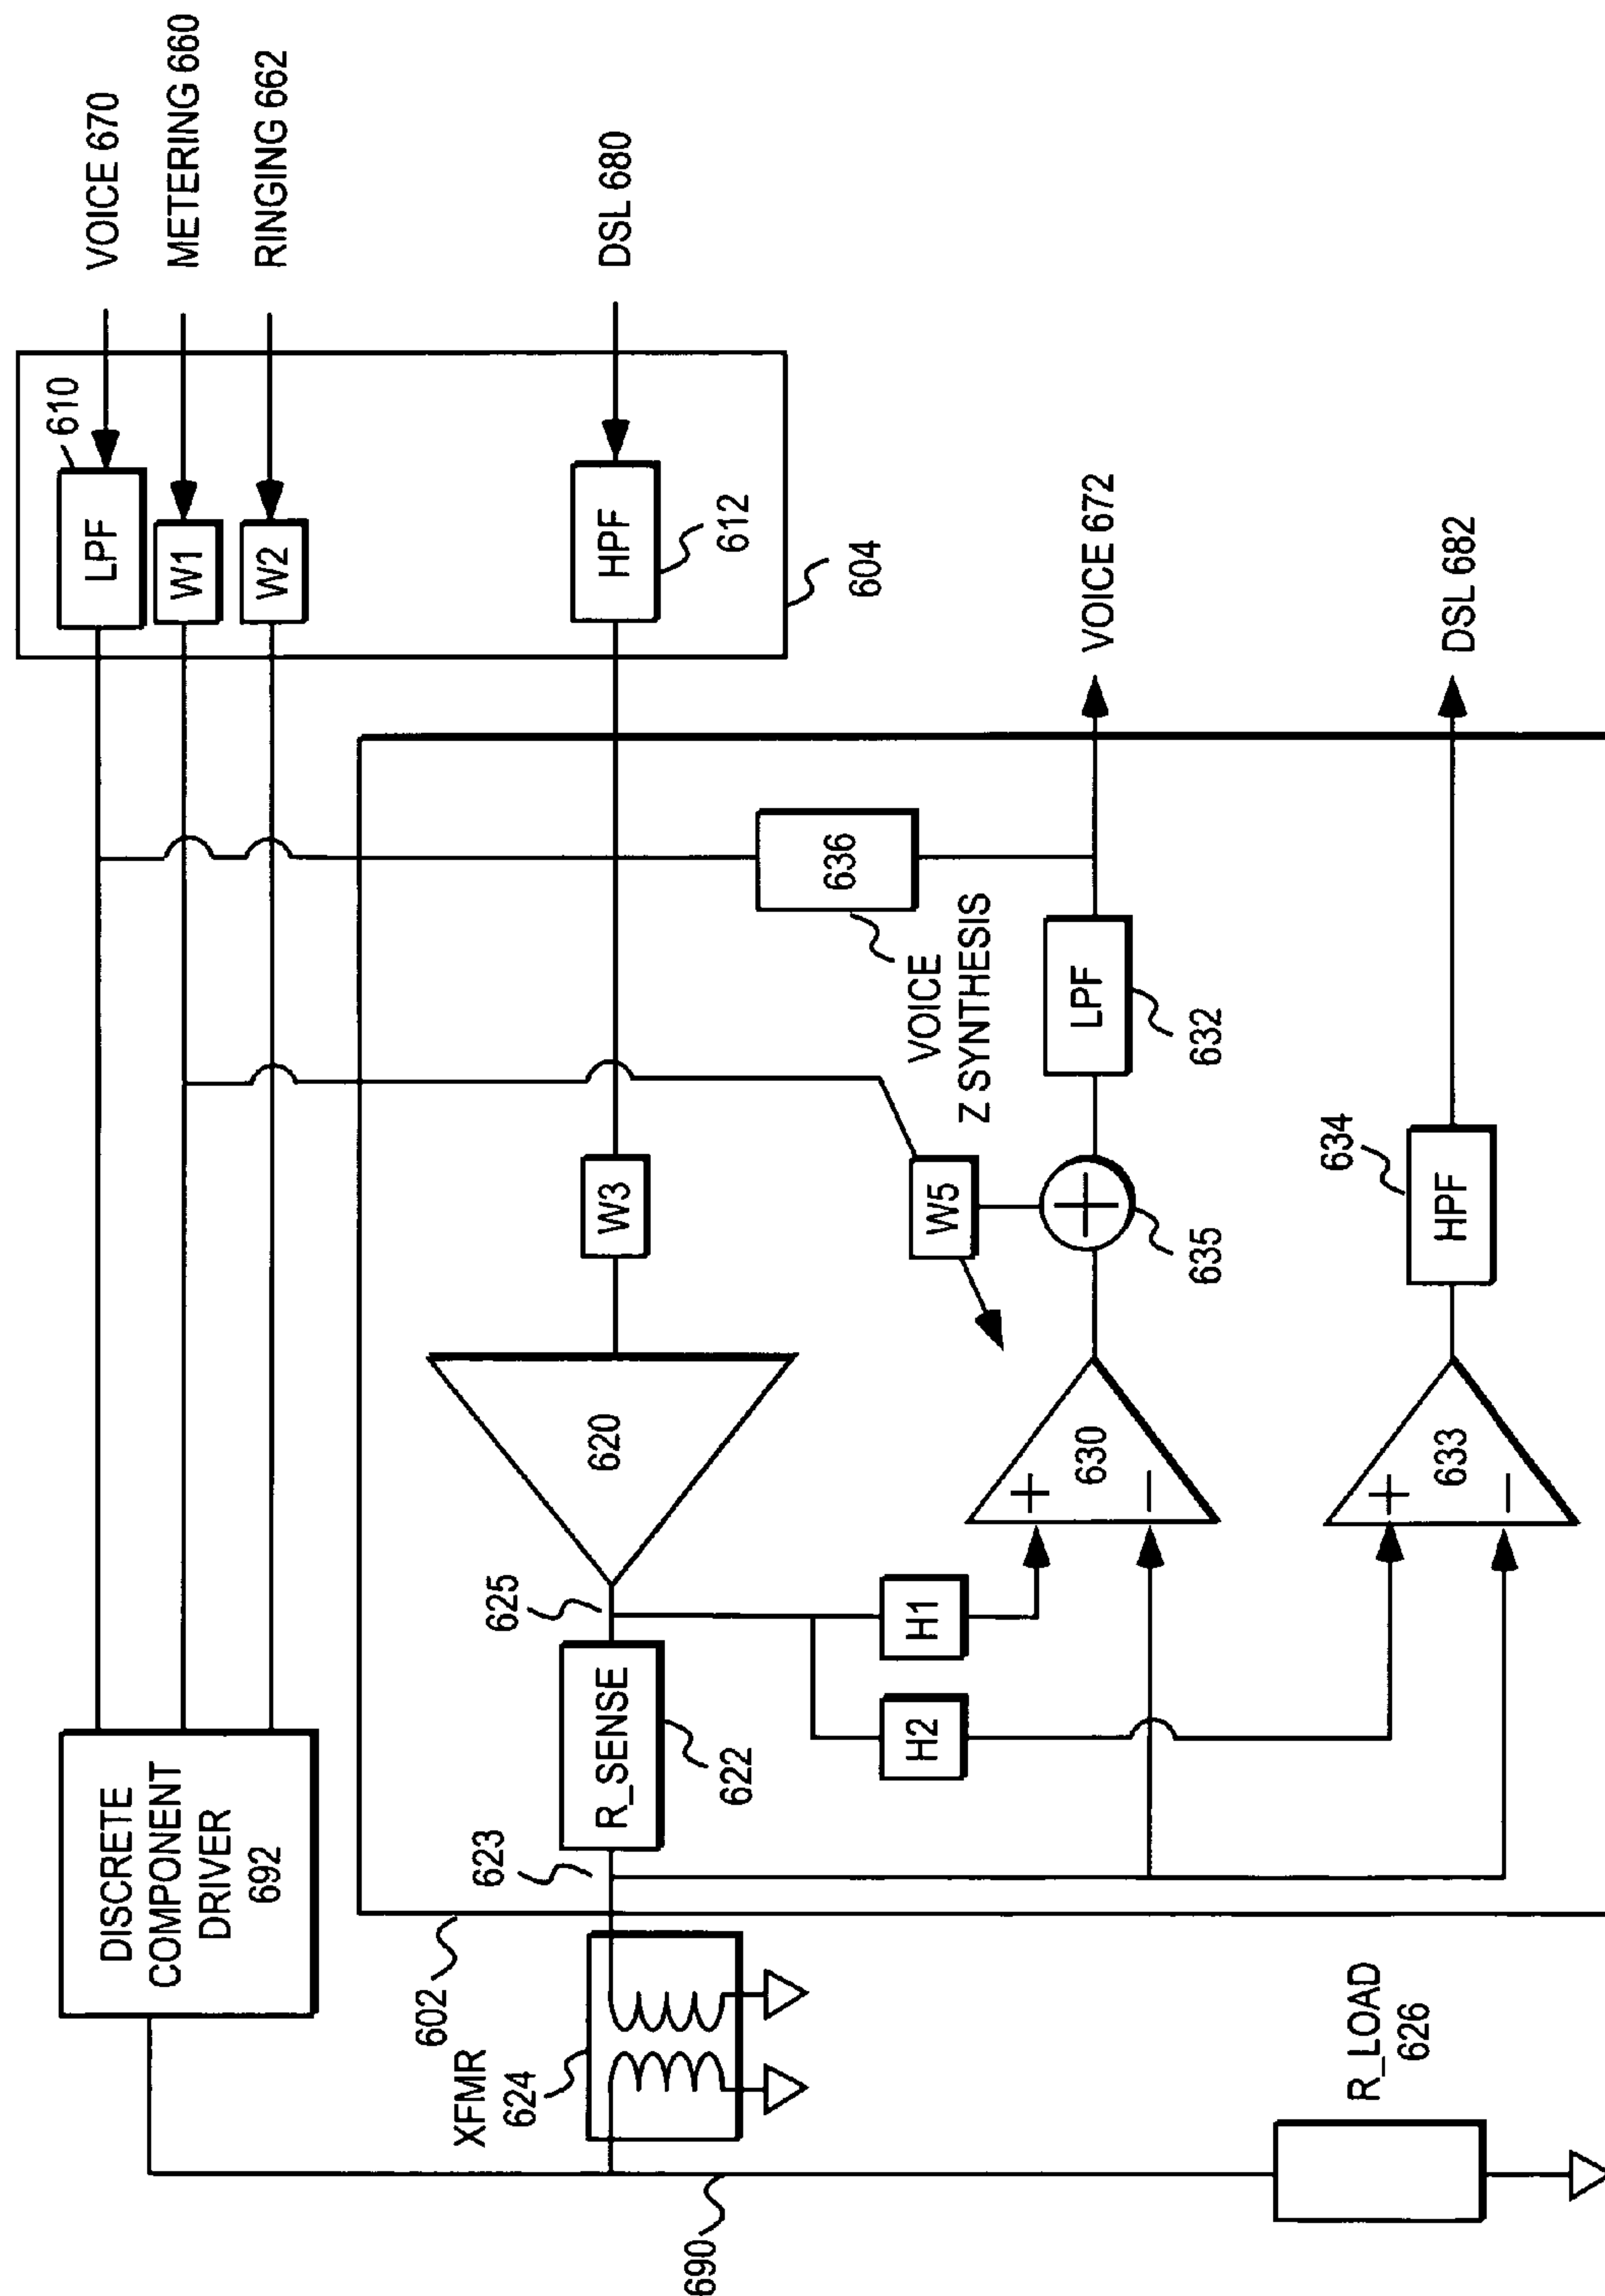 VOICE 670
METERING 660
RINGING 662
DSL 680
610
LPF
W1
W2
HPF
612
604
DISCRETE
COMPONENT
DRIVER
692
602
XFMR
624
623
R_SENSE
622
625
620
W3
636
VOICE
Z SYNTHESIS
H1
H2
+
630
−
W5
+
635
LPF
632
VOICE 672
+
633
−
634
HPF
DSL 682
690
R_LOAD
626